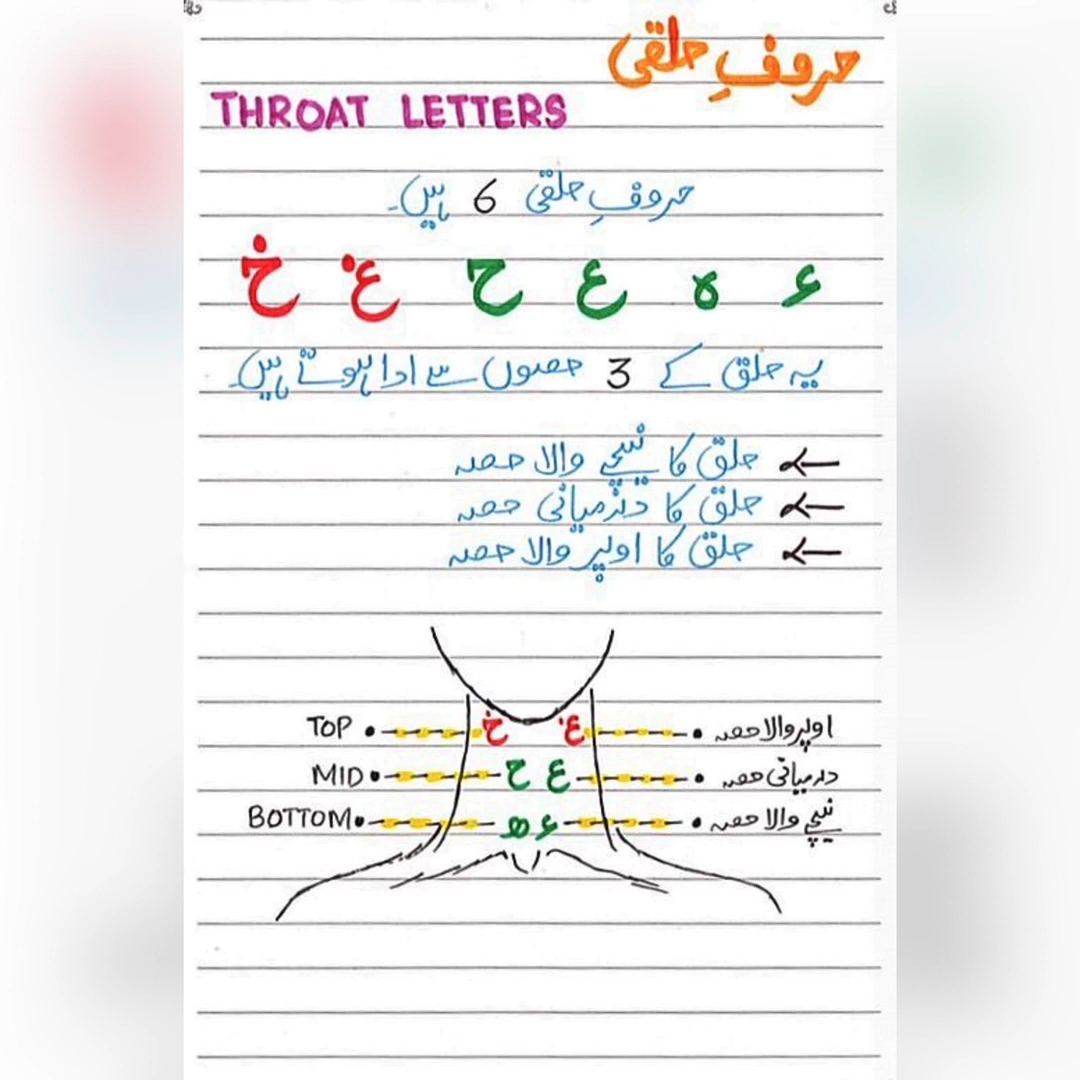 حروفِ حلقی
THROAT LETTERS
حروفِ حلقی 6 ہیں۔
ء ہ ع ح غ خ
یہ حلق کے 3 حصوں سے ادا ہوتے ہیں۔
← حلق کا نیچے والا حصہ
← حلق کا درمیانی حصہ
← حلق کا اوپر والا حصہ
TOP خ غ اوپر والا حصہ
MID ح ع درمیانی حصہ
BOTTOM ھ ء نیچے والا حصہ